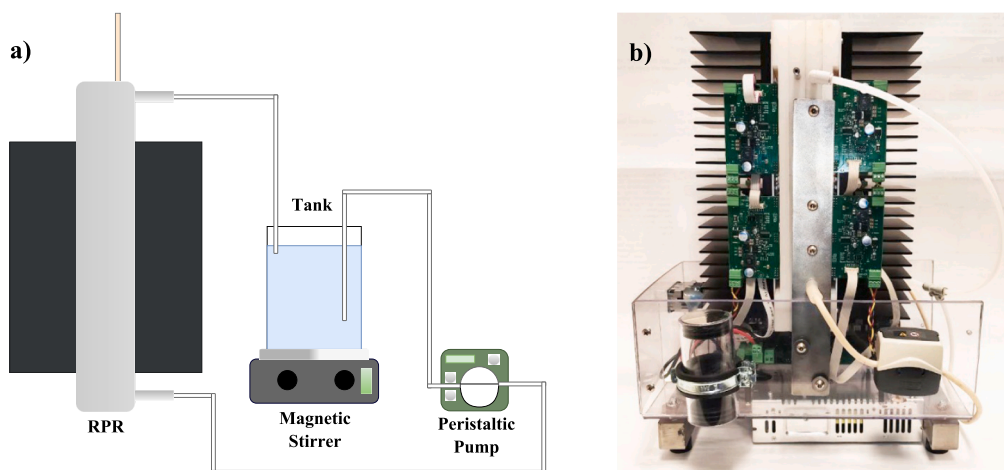 a)
b)
Tank
RPR
Magnetic
Stirrer
Peristaltic
Pump